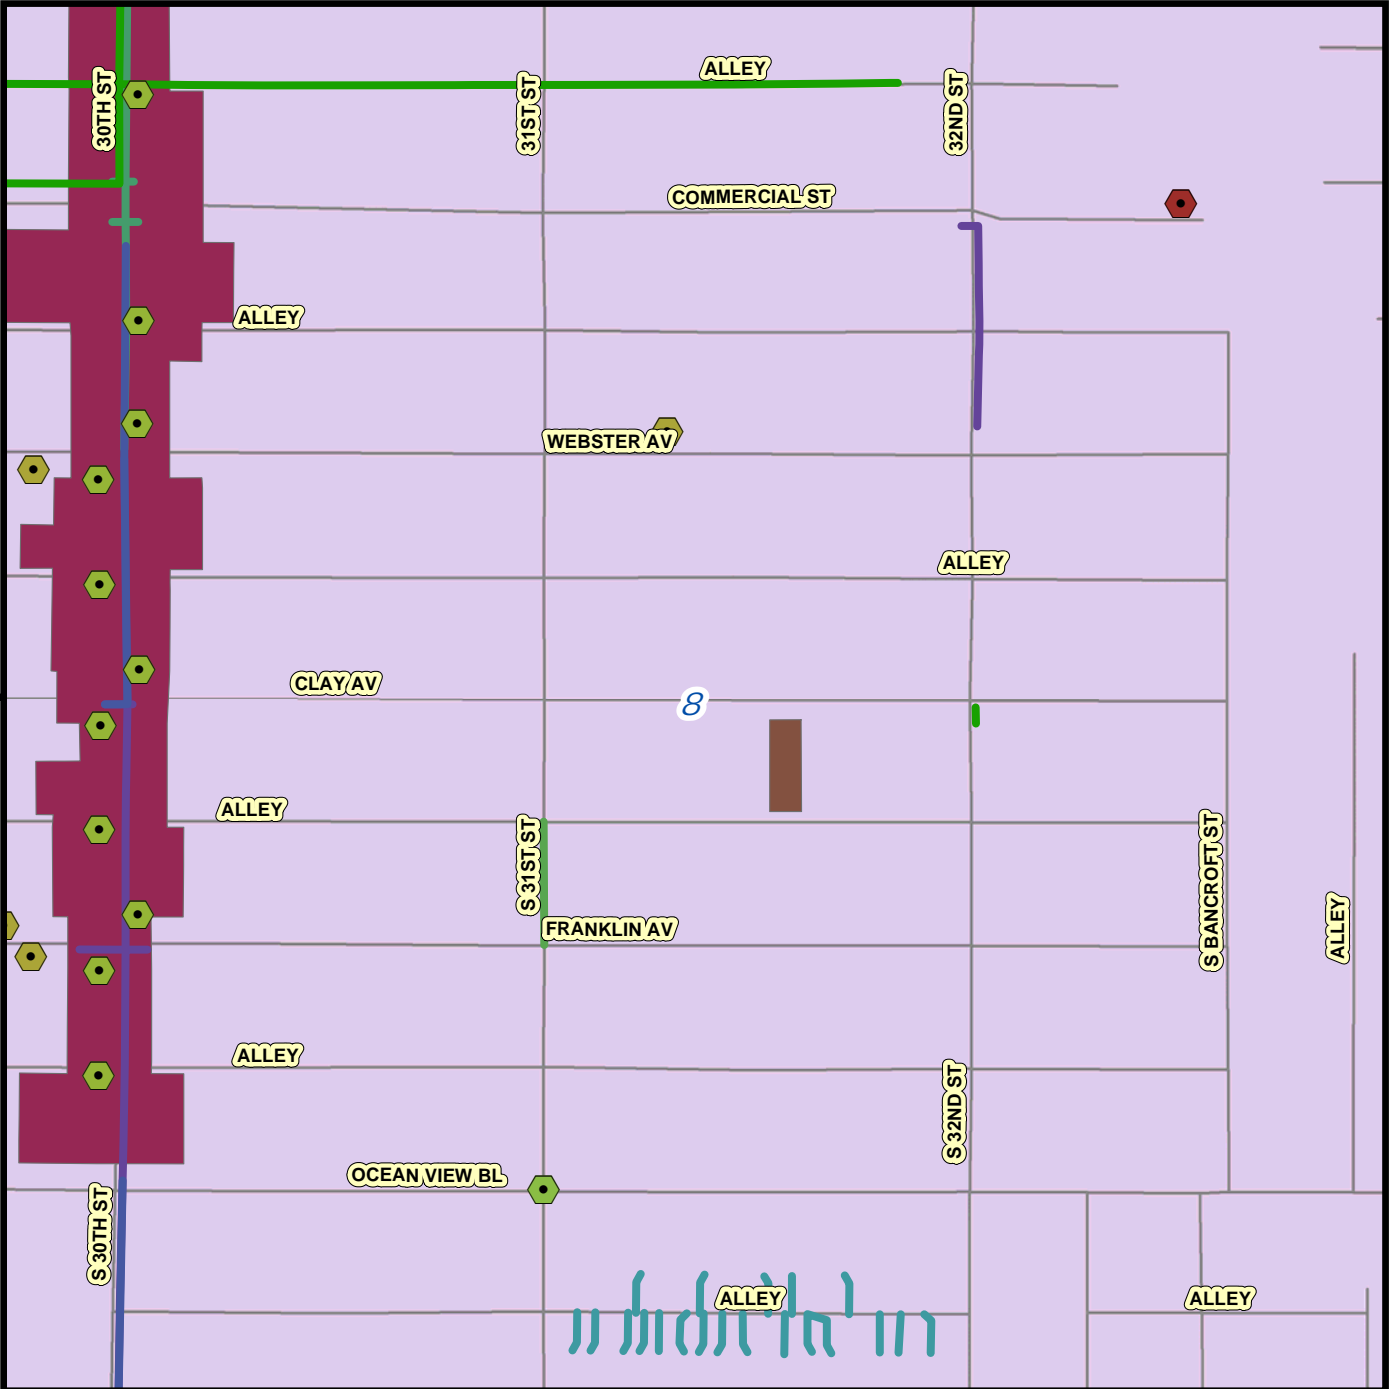 ALLEY
30TH ST
31ST ST
32ND ST
COMMERCIAL ST
ALLEY
WEBSTER AV
ALLEY
CLAY AV
8
ALLEY
S 31ST ST
S BANCROFT ST
ALLEY
FRANKLIN AV
ALLEY
S 32ND ST
OCEAN VIEW BL
S 30TH ST
ALLEY
ALLEY